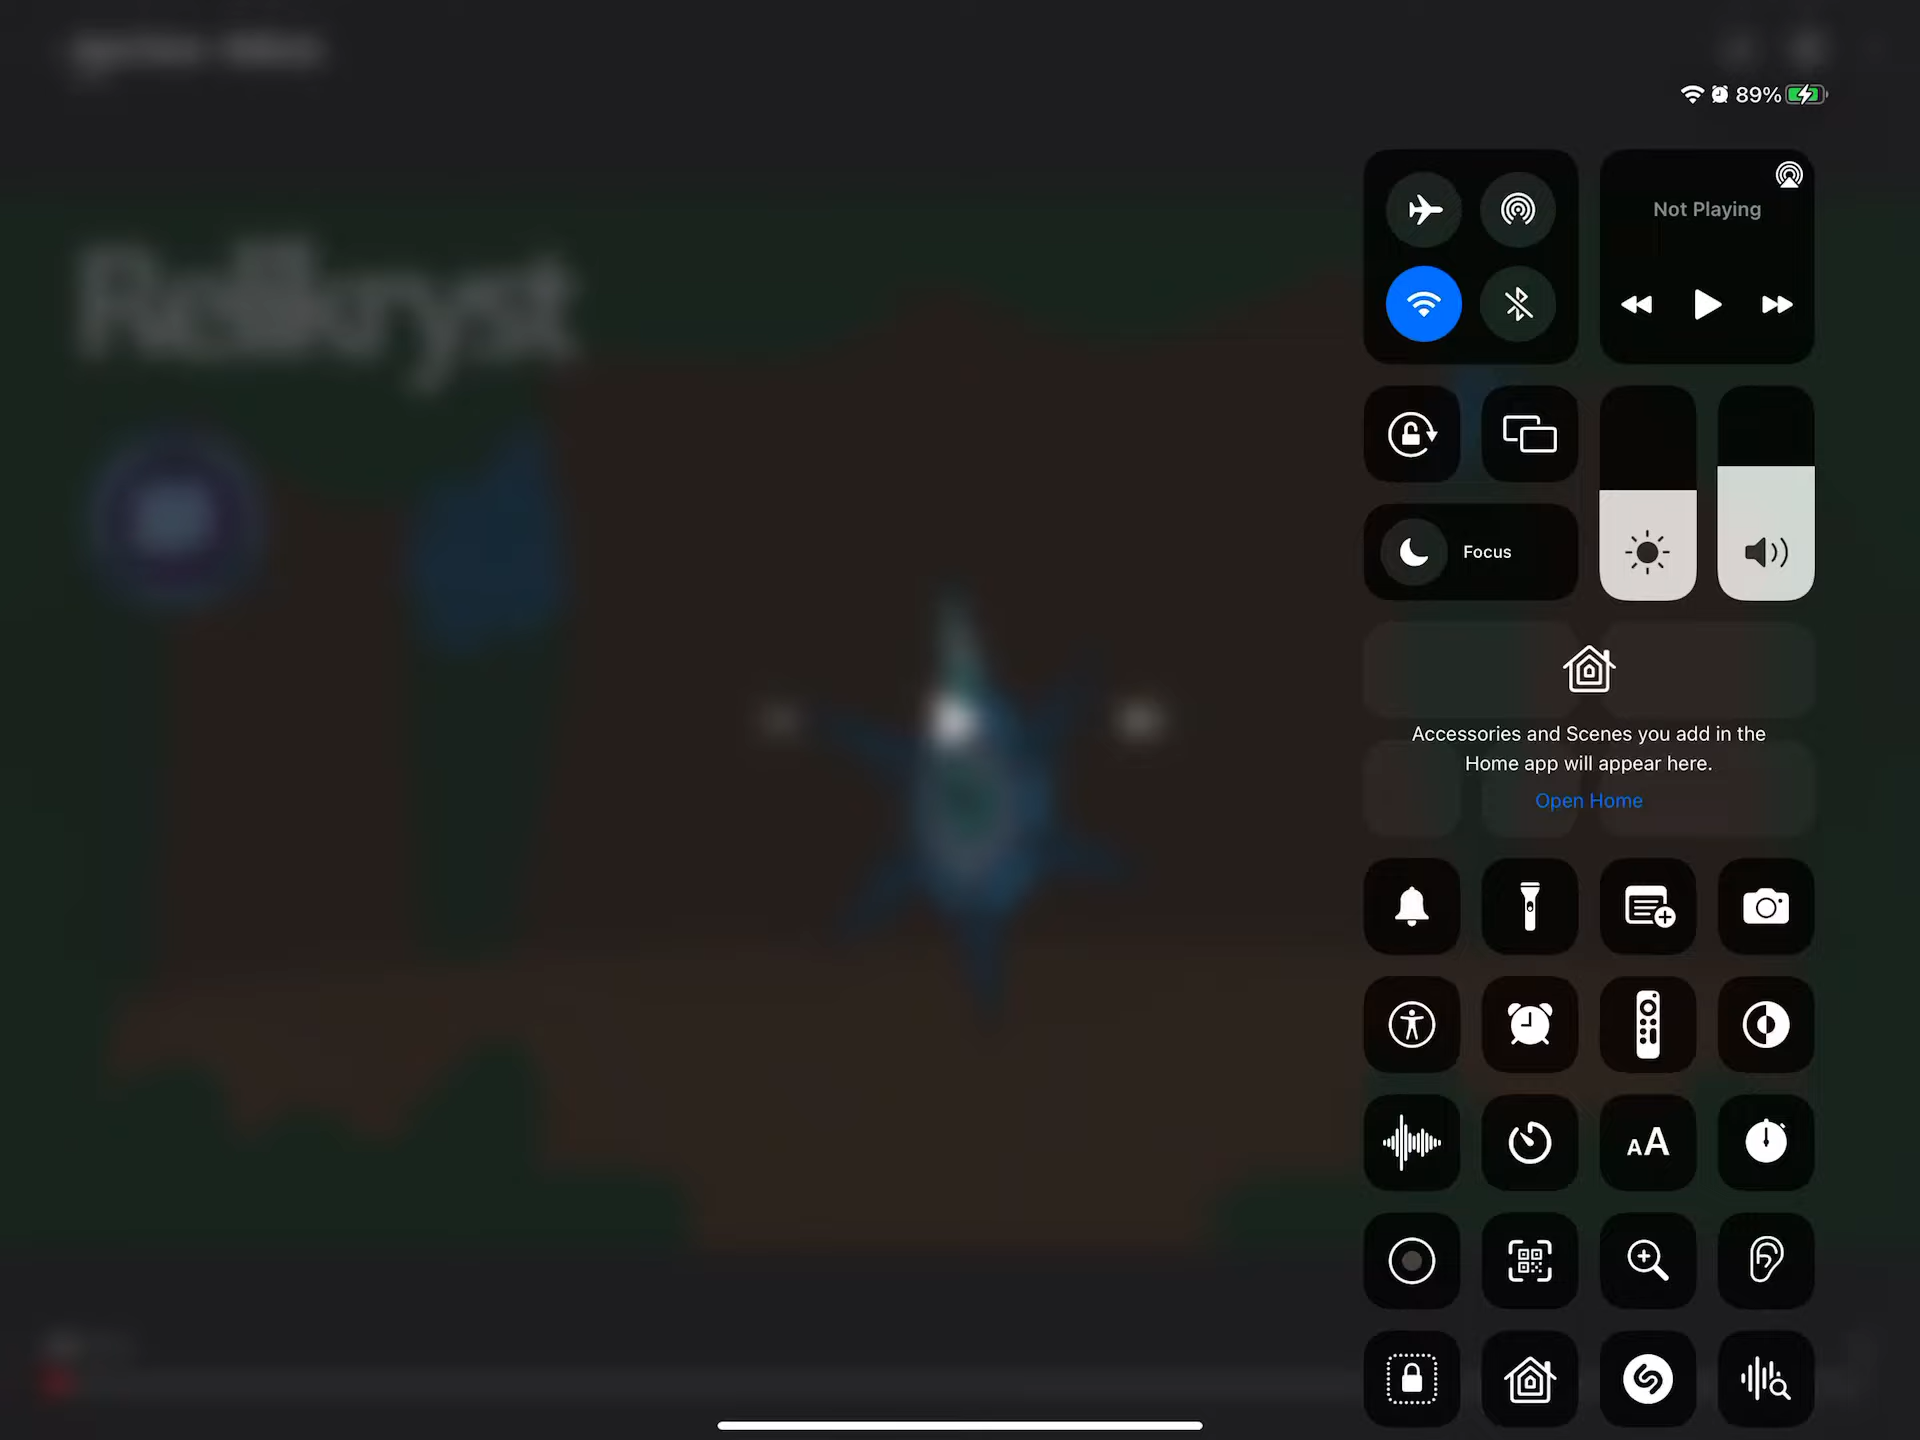 89%
Not Playing
Rellkryst
Focus
Accessories and Scenes you add in the
Home app will appear here.
Open Home
AA